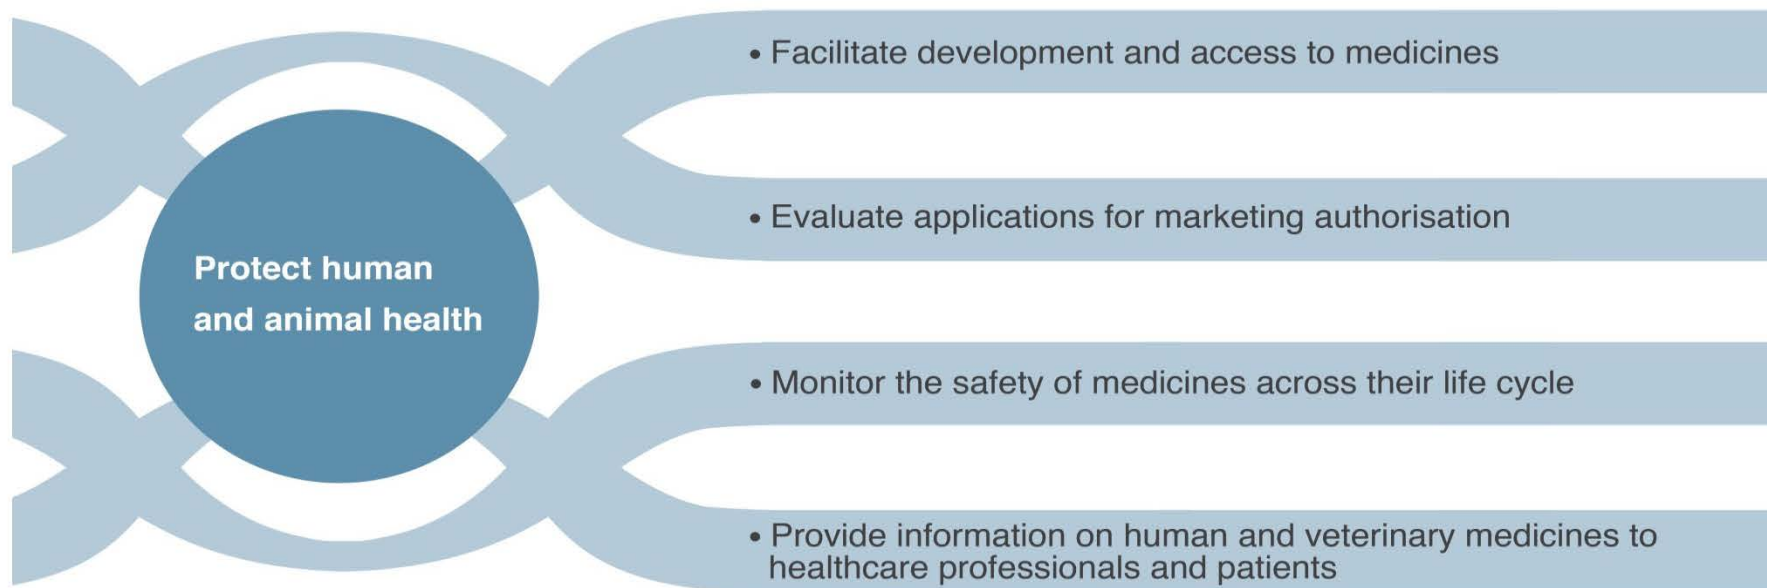 Protect human
and animal health
• Facilitate development and access to medicines
• Evaluate applications for marketing authorisation
• Monitor the safety of medicines across their life cycle
• Provide information on human and veterinary medicines to
healthcare professionals and patients